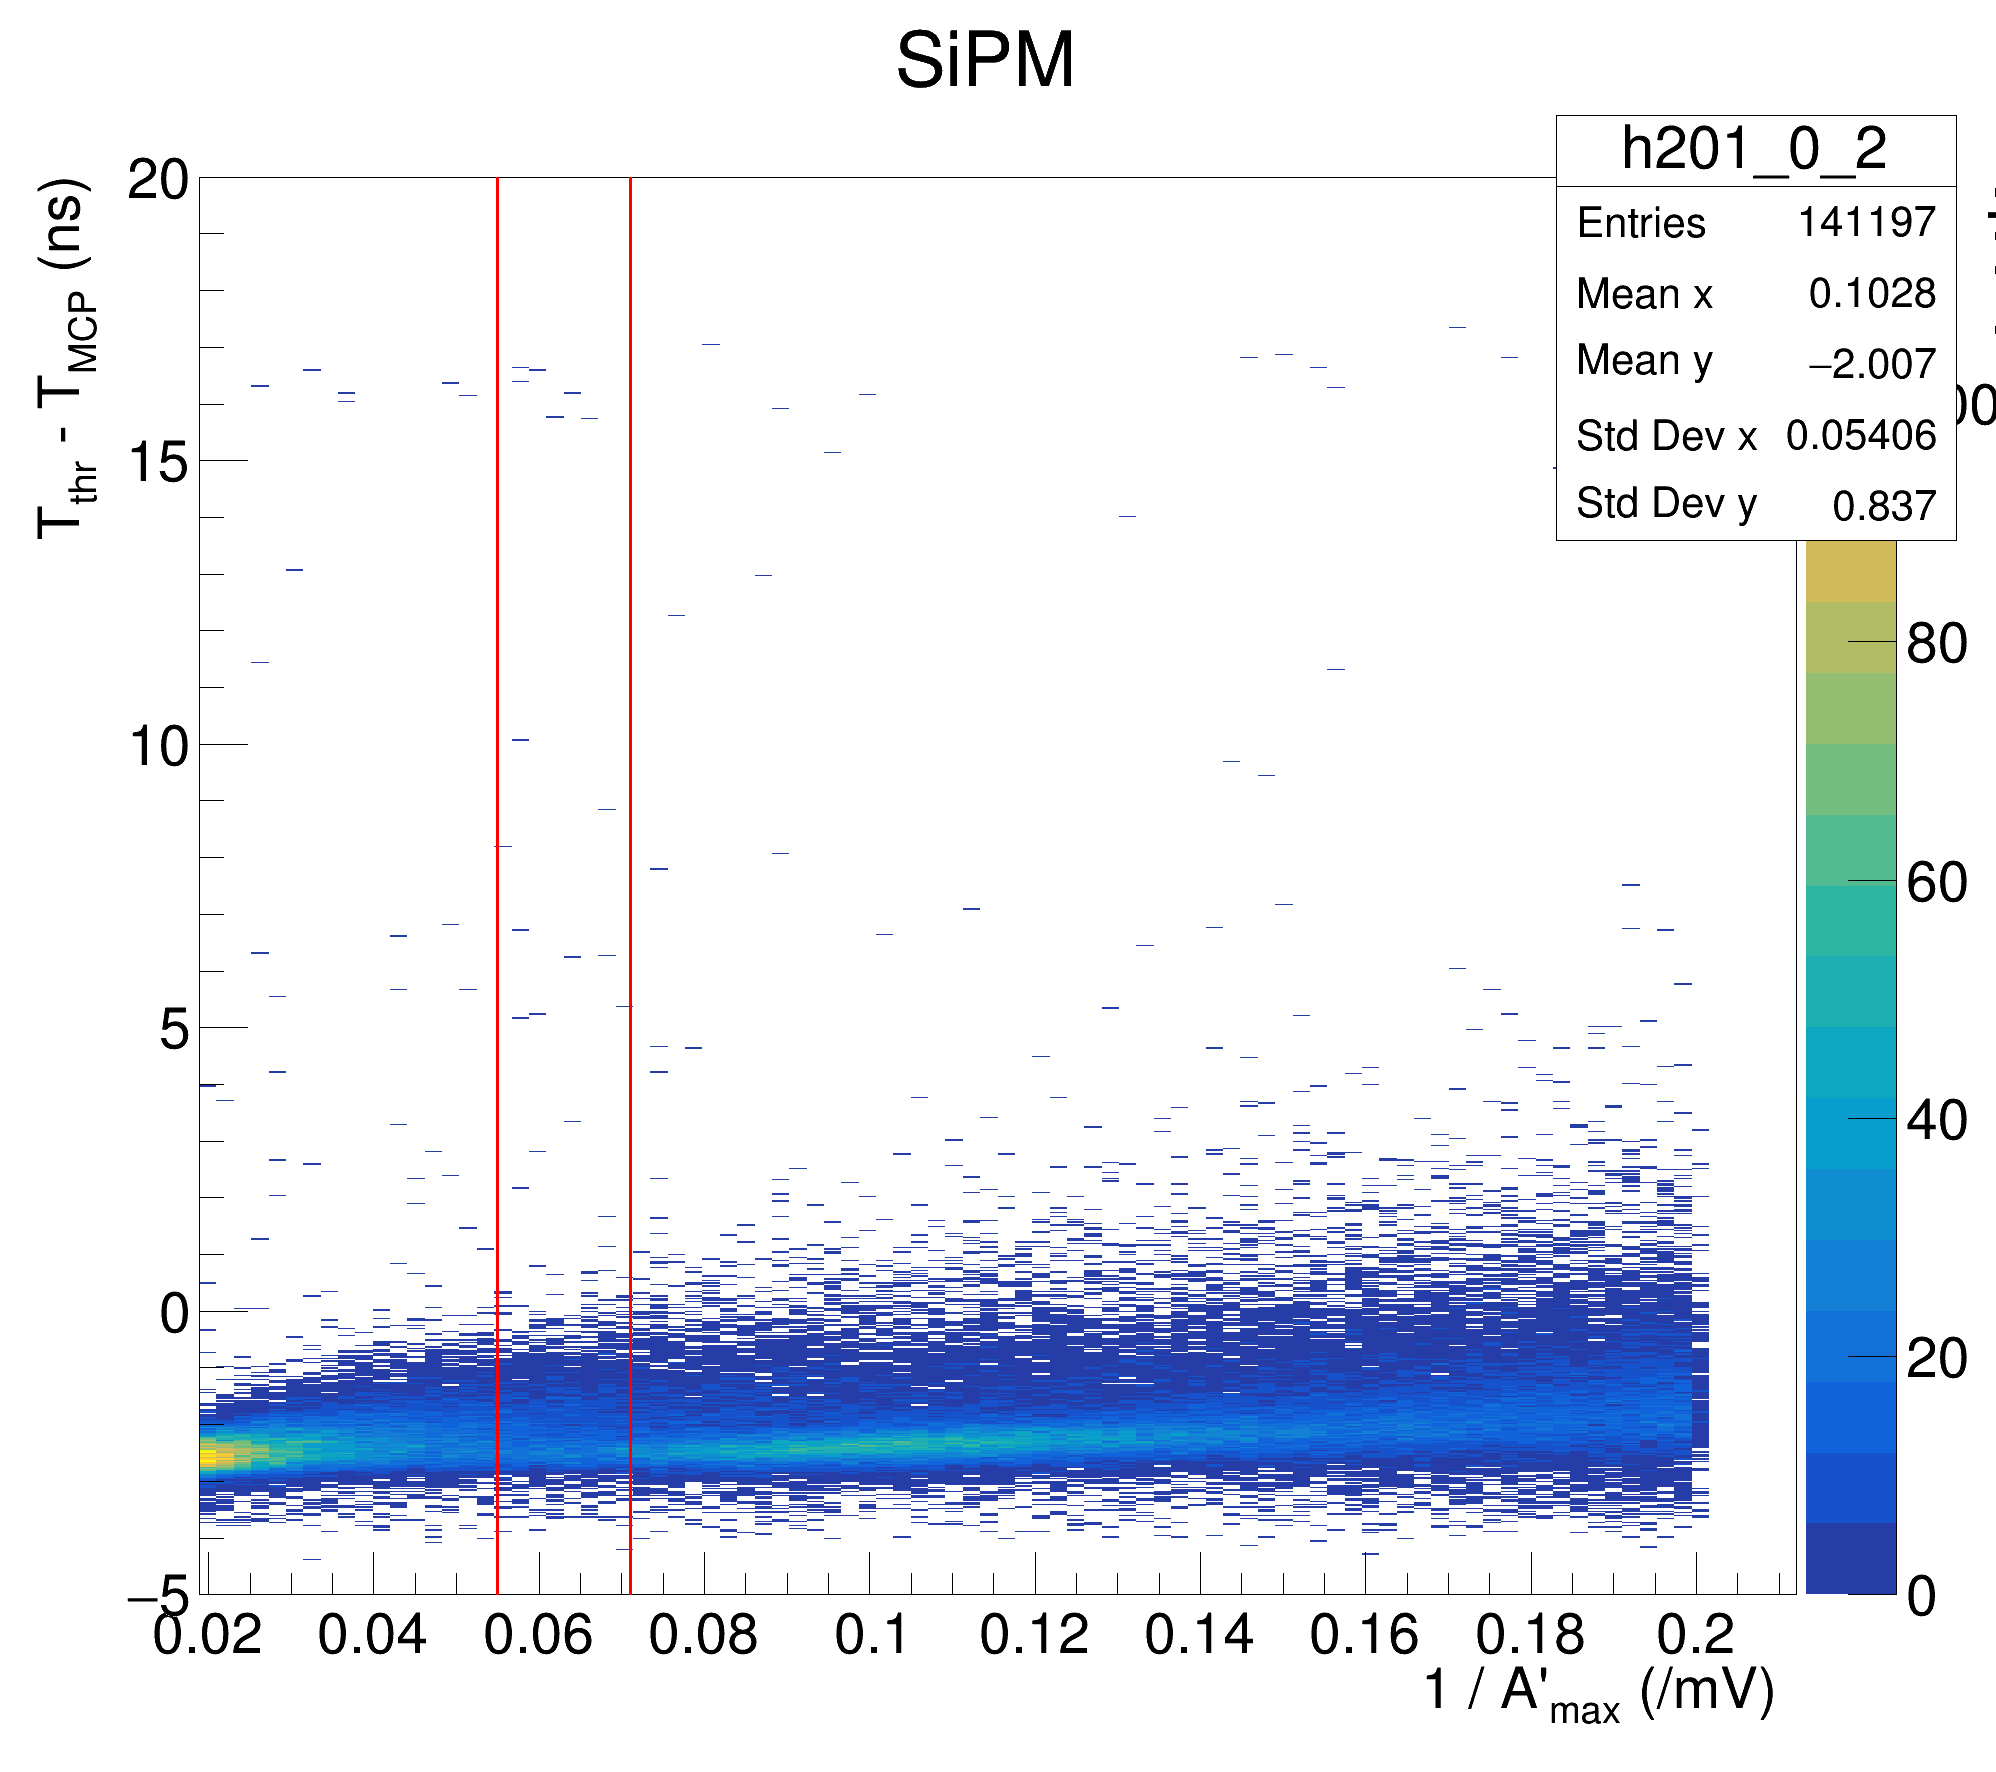 SiPM
h201_0_2
Entries 141197
Mean x 0.1028
Mean y −2.007
Std Dev x 0.05406
Std Dev y 0.837
T_thr - T_MCP (ns)
20
15
10
5
0
−5
0.02 0.04 0.06 0.08 0.1 0.12 0.14 0.16 0.18 0.2
1 / A'_max (/mV)
80
60
40
20
0